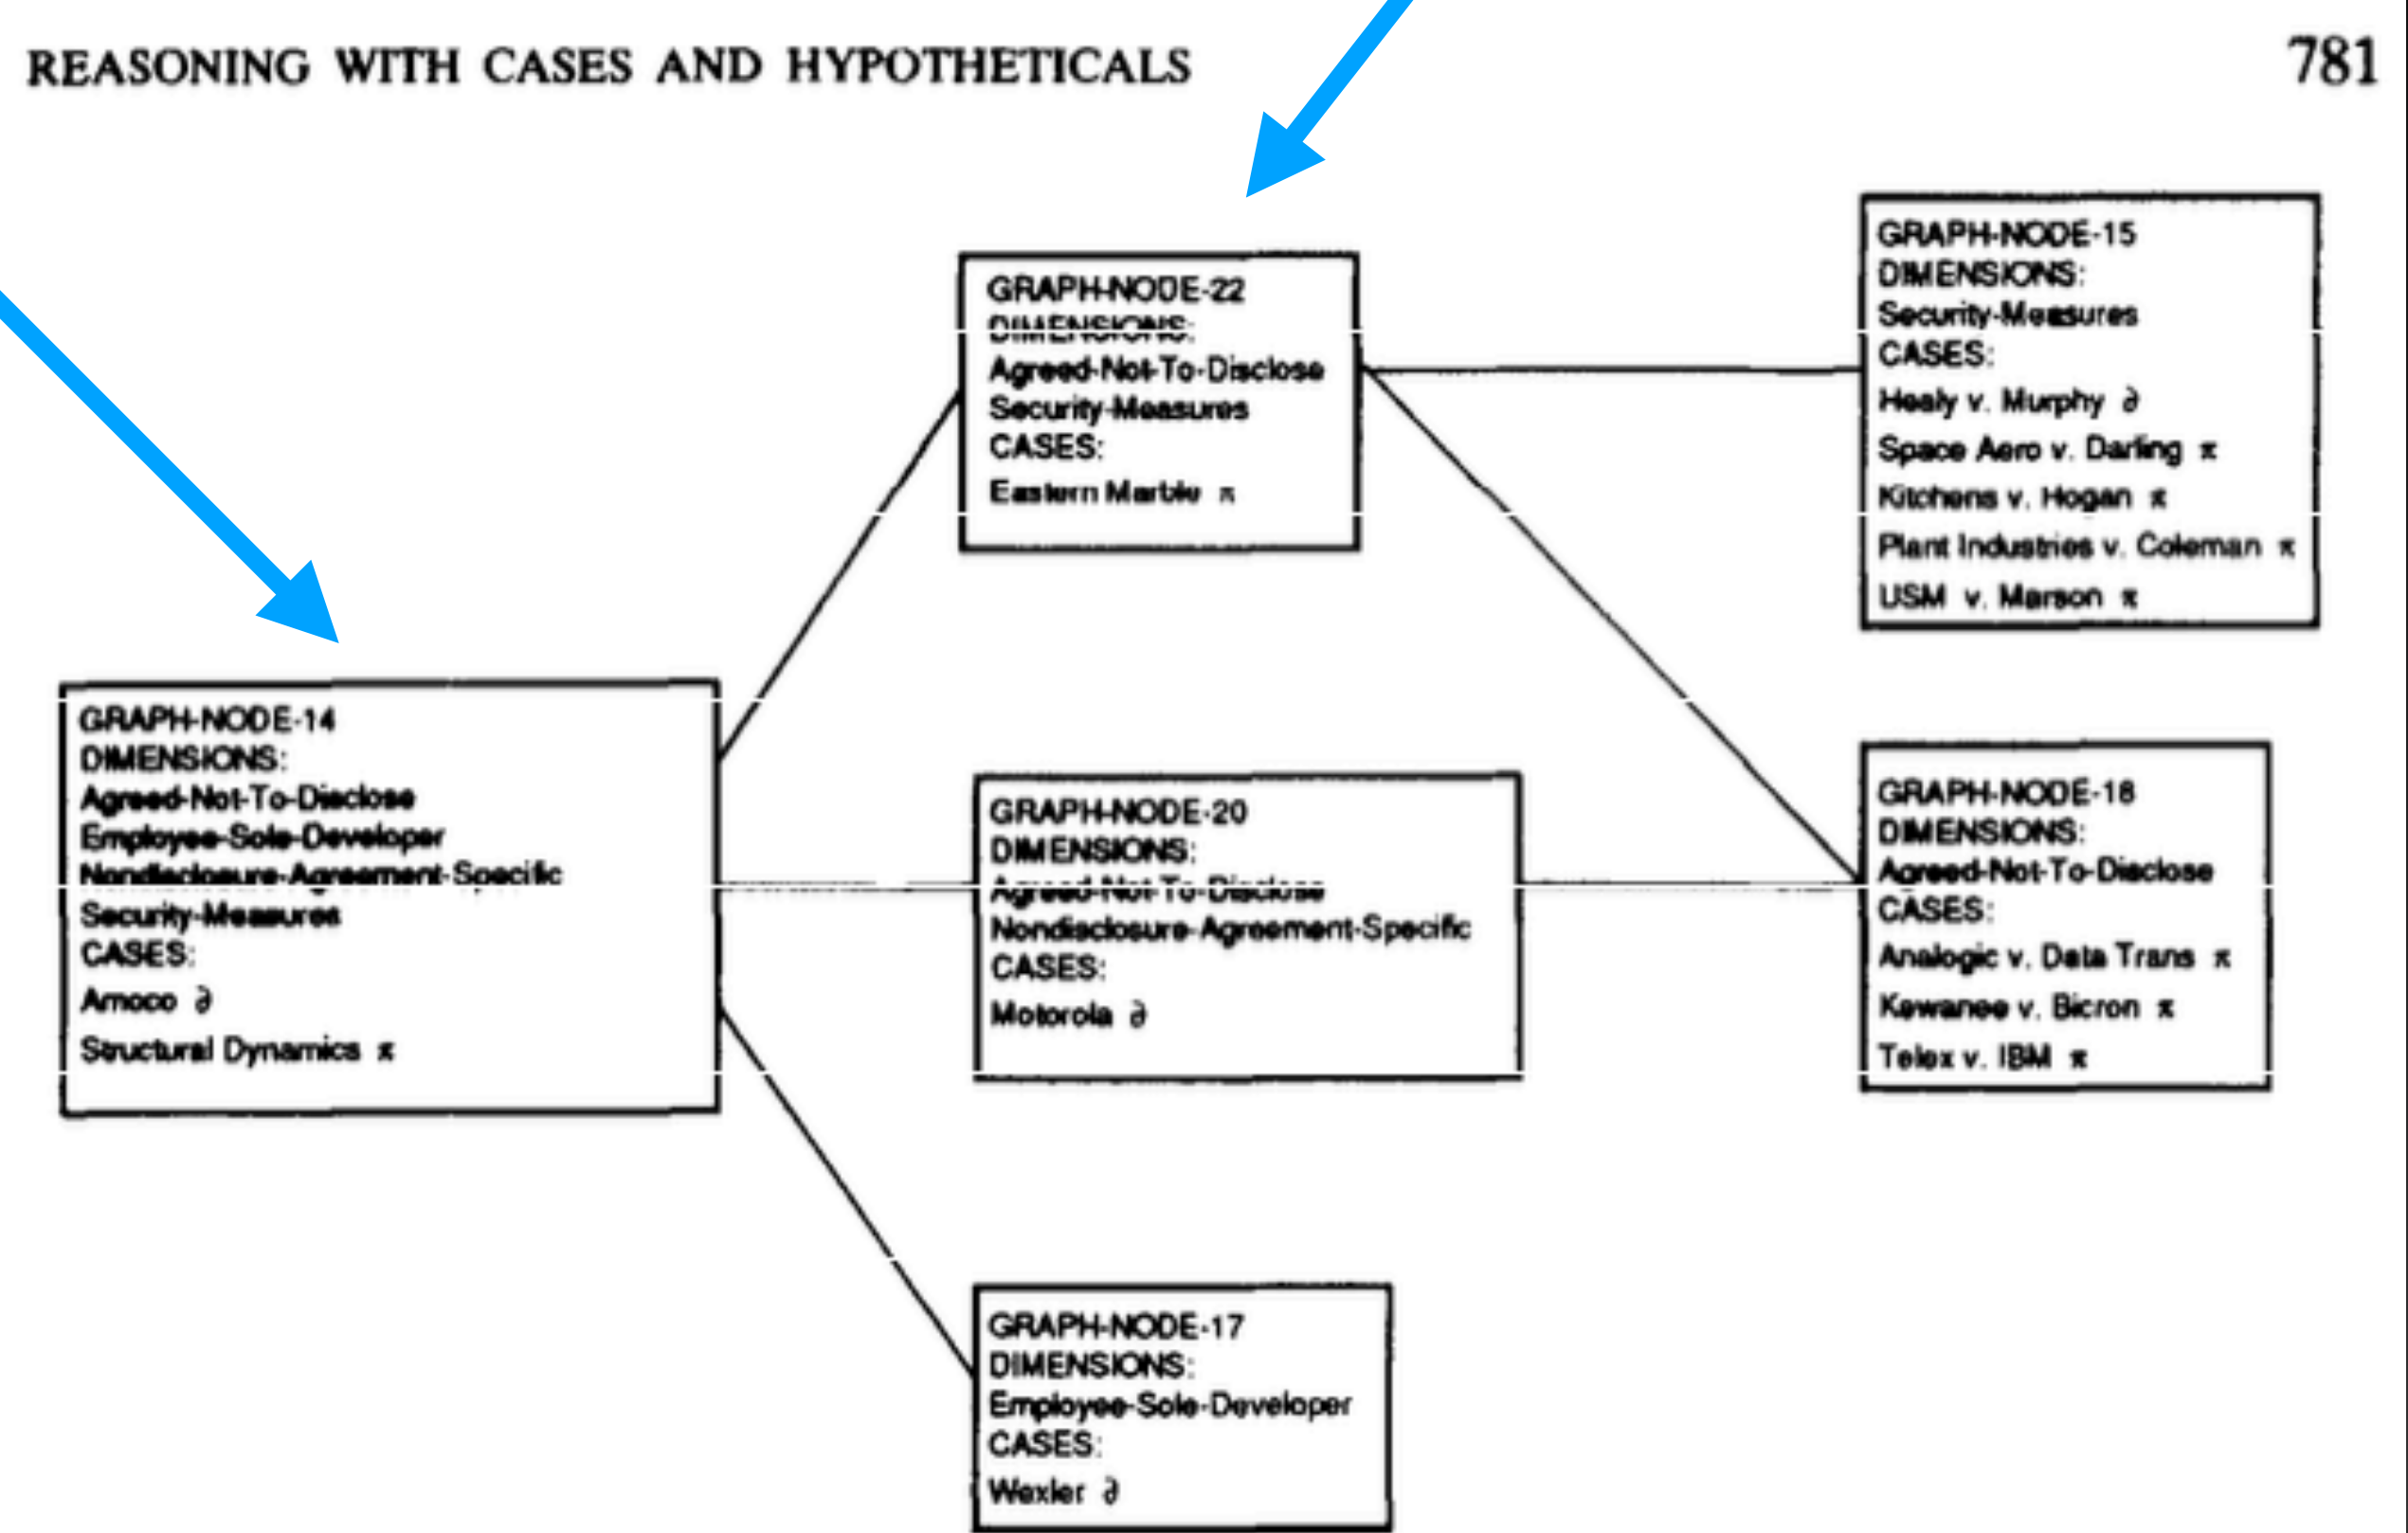 REASONING WITH CASES AND HYPOTHETICALS
781
GRAPH-NODE-14
DIMENSIONS:
Agreed-Not-To-Disclose
Employee-Sole-Developer
Nondisclosure-Agreement-Specific
Security-Measures
CASES:
Amoco ∂
Structural Dynamics π
GRAPH-NODE-22
DIMENSIONS:
Agreed-Not-To-Disclose
Security-Measures
CASES:
Eastern Marble π
GRAPH-NODE-20
DIMENSIONS:
Agreed-Not-To-Disclose
Nondisclosure-Agreement-Specific
CASES:
Motorola ∂
GRAPH-NODE-17
DIMENSIONS:
Employee-Sole-Developer
CASES:
Wexler ∂
GRAPH-NODE-15
DIMENSIONS:
Security-Measures
CASES:
Healy v. Murphy ∂
Space Aero v. Darling π
Kitchens v. Hogan π
Plant Industries v. Coleman π
USM v. Marson π
GRAPH-NODE-18
DIMENSIONS:
Agreed-Not-To-Disclose
CASES:
Analogic v. Data Trans π
Kewanee v. Bicron π
Telex v. IBM π